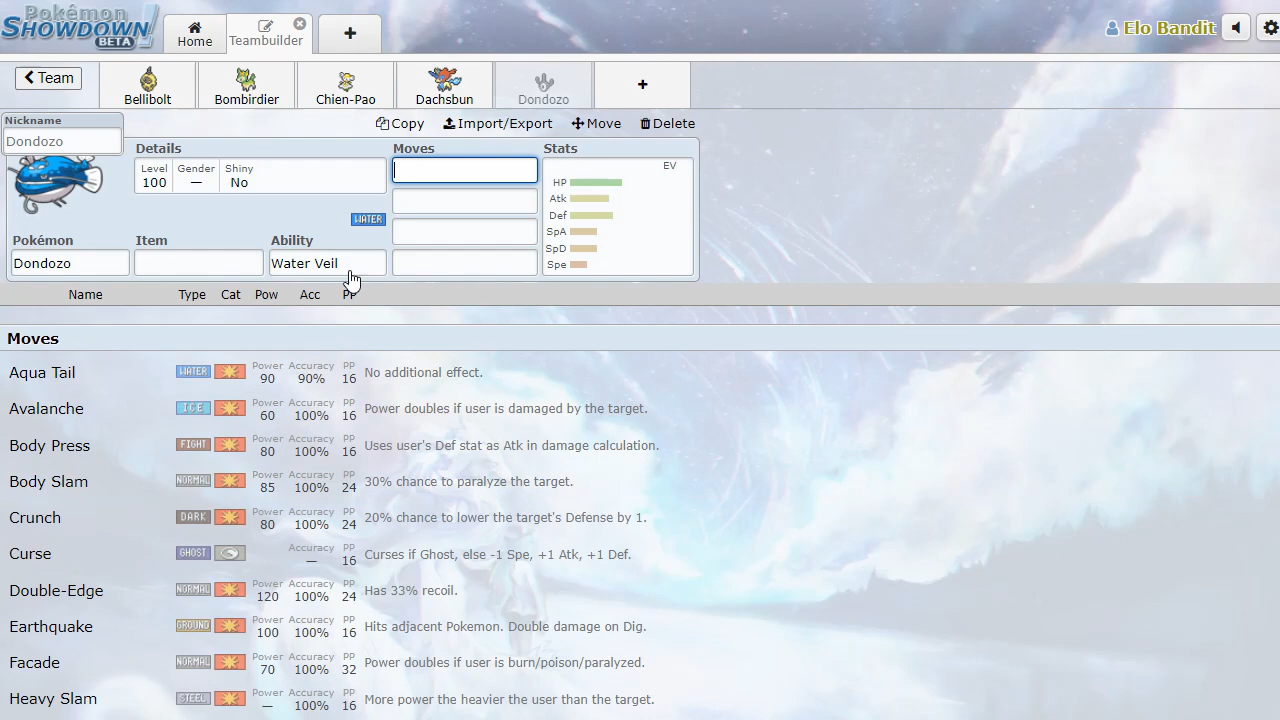 Pokémon
SHOWDOWN!
BETA
Home
Teambuilder
+
Elo Bandit
Team
Bellibolt
Bombirdier
Chien-Pao
Dachsbun
Dondozo
+
Copy Import/Export Move Delete
Nickname
Dondozo
Details
Level Gender Shiny
100 — No
WATER
Pokémon Item Ability
Dondozo Water Veil
Moves
Stats
EV
HP
Atk
Def
SpA
SpD
Spe
Name Type Cat Pow Acc PP
Moves
Aqua Tail WATER Power 90 Accuracy 90% PP 16 No additional effect.
Avalanche ICE Power 60 Accuracy 100% PP 16 Power doubles if user is damaged by the target.
Body Press FIGHT Power 80 Accuracy 100% PP 16 Uses user's Def stat as Atk in damage calculation.
Body Slam NORMAL Power 85 Accuracy 100% PP 24 30% chance to paralyze the target.
Crunch DARK Power 80 Accuracy 100% PP 24 20% chance to lower the target's Defense by 1.
Curse GHOST Accuracy — PP 16 Curses if Ghost, else -1 Spe, +1 Atk, +1 Def.
Double-Edge NORMAL Power 120 Accuracy 100% PP 24 Has 33% recoil.
Earthquake GROUND Power 100 Accuracy 100% PP 16 Hits adjacent Pokemon. Double damage on Dig.
Facade NORMAL Power 70 Accuracy 100% PP 32 Power doubles if user is burn/poison/paralyzed.
Heavy Slam STEEL Power — Accuracy 100% PP 16 More power the heavier the user than the target.